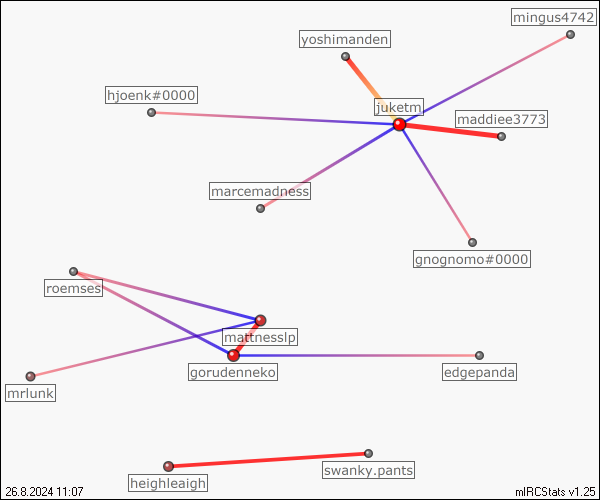 mingus4742
yoshimanden
hjoenk#0000
juketm
maddiee3773
marcemadness
gnognomo#0000
roemses
mattnesslp
gorudenneko
edgepanda
mrlunk
swanky.pants
heighleaigh
26.8.2024 11:07
mIRCStats v1.25